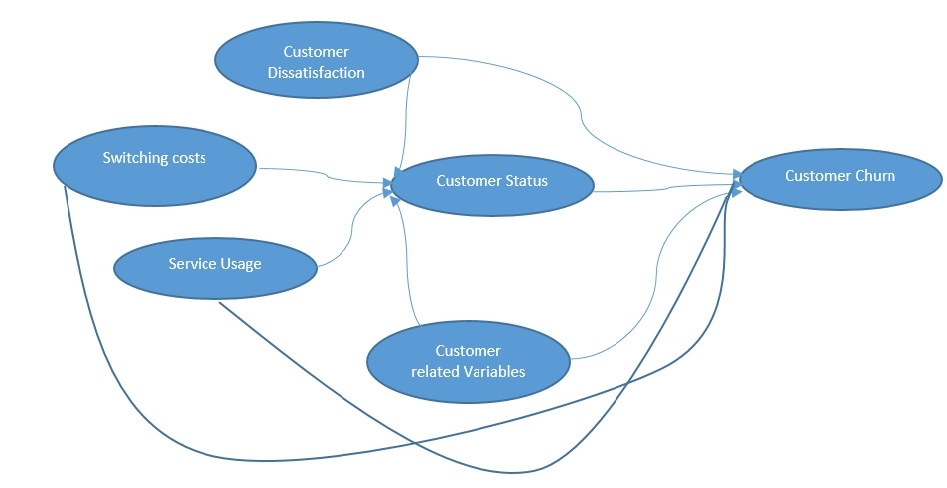 Customer
Dissatisfaction
Switching costs
Customer Status
Customer Churn
Service Usage
Customer
related Variables